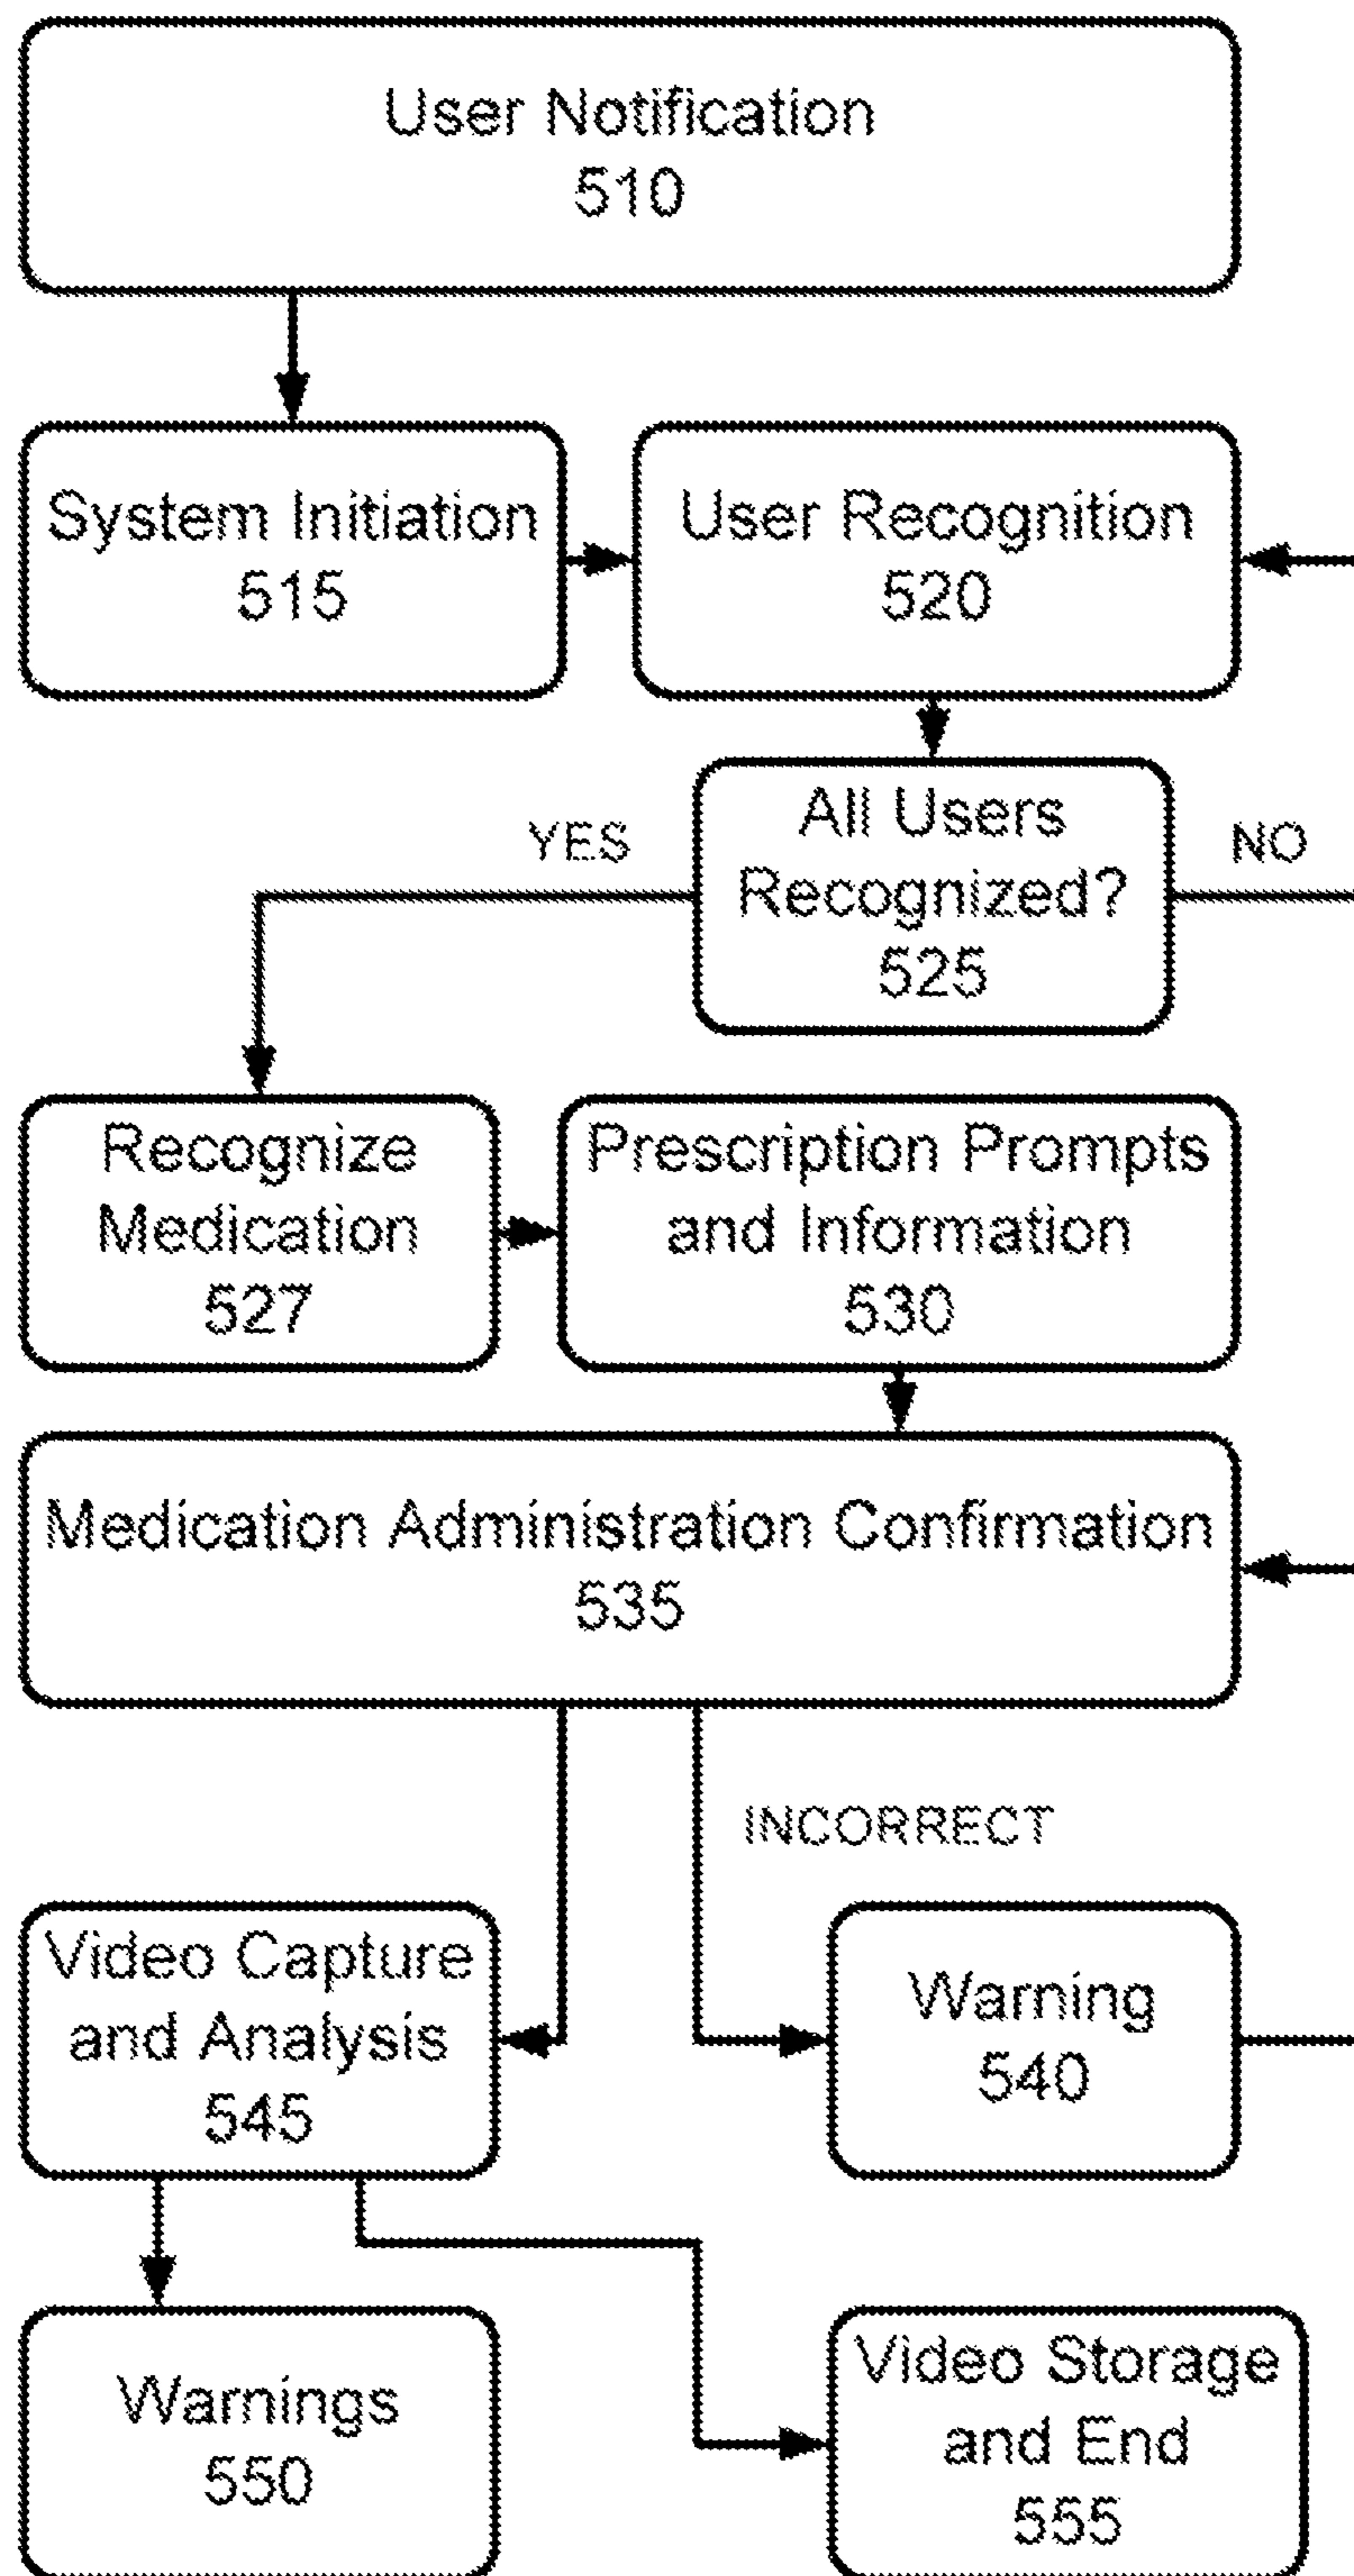 User Notification
510
System Initiation
515
User Recognition
520
All Users
Recognized?
525
YES
NO
Recognize
Medication
527
Prescription Prompts
and Information
530
Medication Administration Confirmation
535
INCORRECT
Video Capture
and Analysis
545
Warning
540
Warnings
550
Video Storage
and End
555